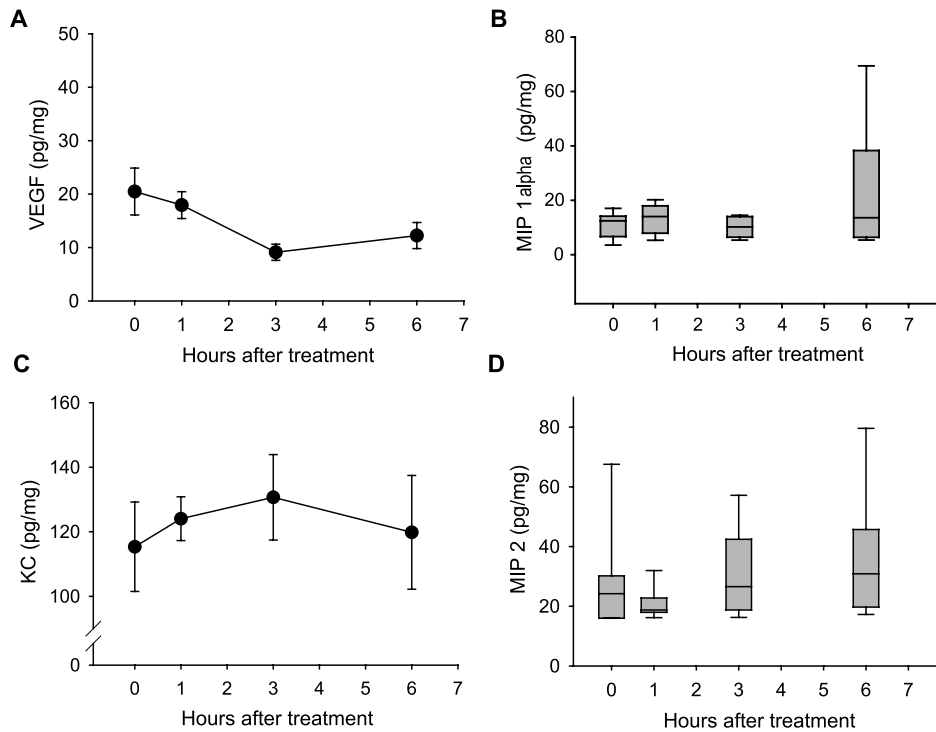 A
50
40
30
20
10
0
VEGF (pg/mg)
0 1 2 3 4 5 6 7
Hours after treatment
B
80
60
40
20
0
MIP 1alpha (pg/mg)
0 1 2 3 4 5 6 7
Hours after treatment
C
160
140
120
100
0
KC (pg/mg)
0 1 2 3 4 5 6 7
Hours after treatment
D
80
60
40
20
0
MIP 2 (pg/mg)
0 1 2 3 4 5 6 7
Hours after treatment